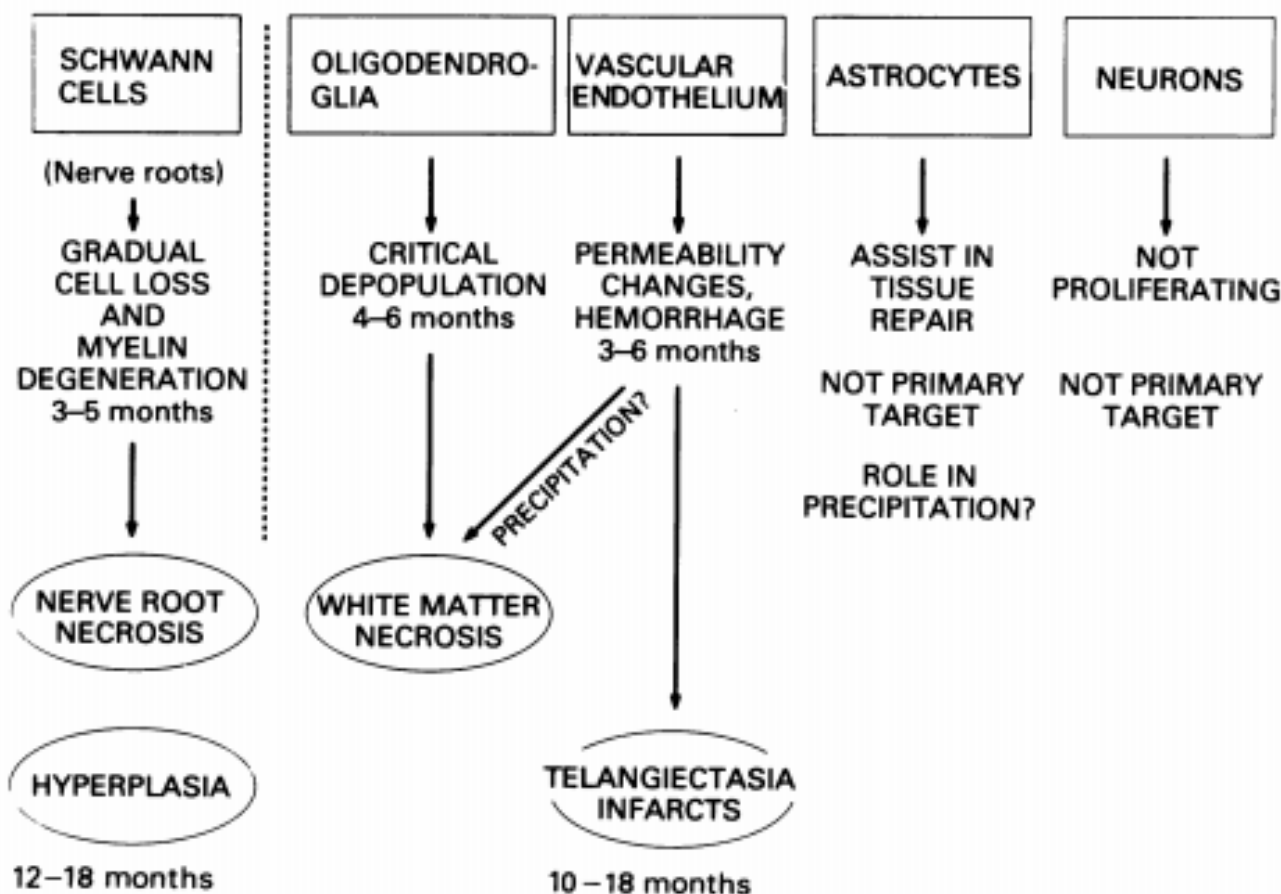 SCHWANN
CELLS
(Nerve roots)
GRADUAL
CELL LOSS
AND
MYELIN
DEGENERATION
3–5 months
NERVE ROOT
NECROSIS
HYPERPLASIA
12–18 months
OLIGODENDRO-
GLIA
CRITICAL
DEPOPULATION
4–6 months
WHITE MATTER
NECROSIS
VASCULAR
ENDOTHELIUM
PERMEABILITY
CHANGES,
HEMORRHAGE
3–6 months
PRECIPITATION?
TELANGIECTASIA
INFARCTS
10–18 months
ASTROCYTES
ASSIST IN
TISSUE
REPAIR
NOT PRIMARY
TARGET
ROLE IN
PRECIPITATION?
NEURONS
NOT
PROLIFERATING
NOT PRIMARY
TARGET